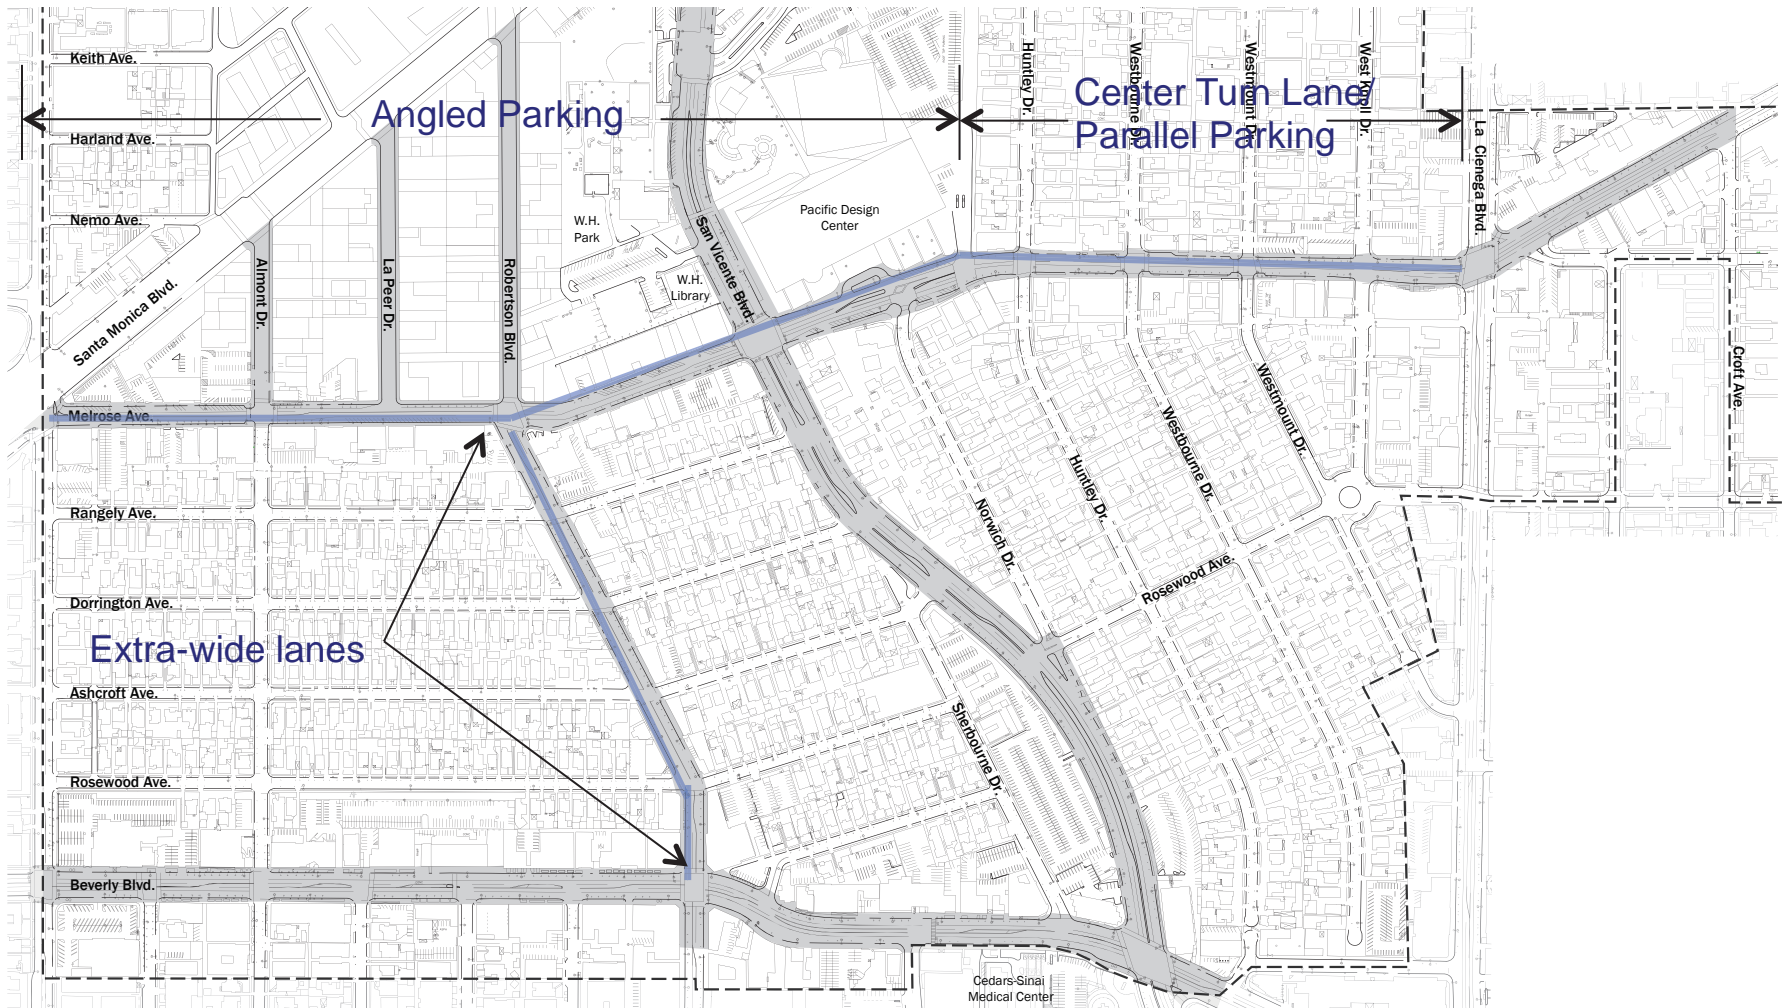 Keith Ave.
Harland Ave.
Nemo Ave.
Santa Monica Blvd.
Almont Dr.
La Peer Dr.
Robertson Blvd.
Angled Parking
W.H.
Park
W.H.
Library
San Vicente Blvd.
Pacific Design
Center
Huntley Dr.
Westbourne Dr.
Westmount Dr.
West Knoll Dr.
Center Turn Lane/
Parallel Parking
La Cienega Blvd.
Croft Ave.
Melrose Ave.
Rangely Ave.
Dorrington Ave.
Extra-wide lanes
Ashcroft Ave.
Rosewood Ave.
Beverly Blvd.
Norwich Dr.
Huntley Dr.
Westbourne Dr.
Westmount Dr.
Rosewood Ave.
Sherbourne Dr.
Cedars-Sinai
Medical Center